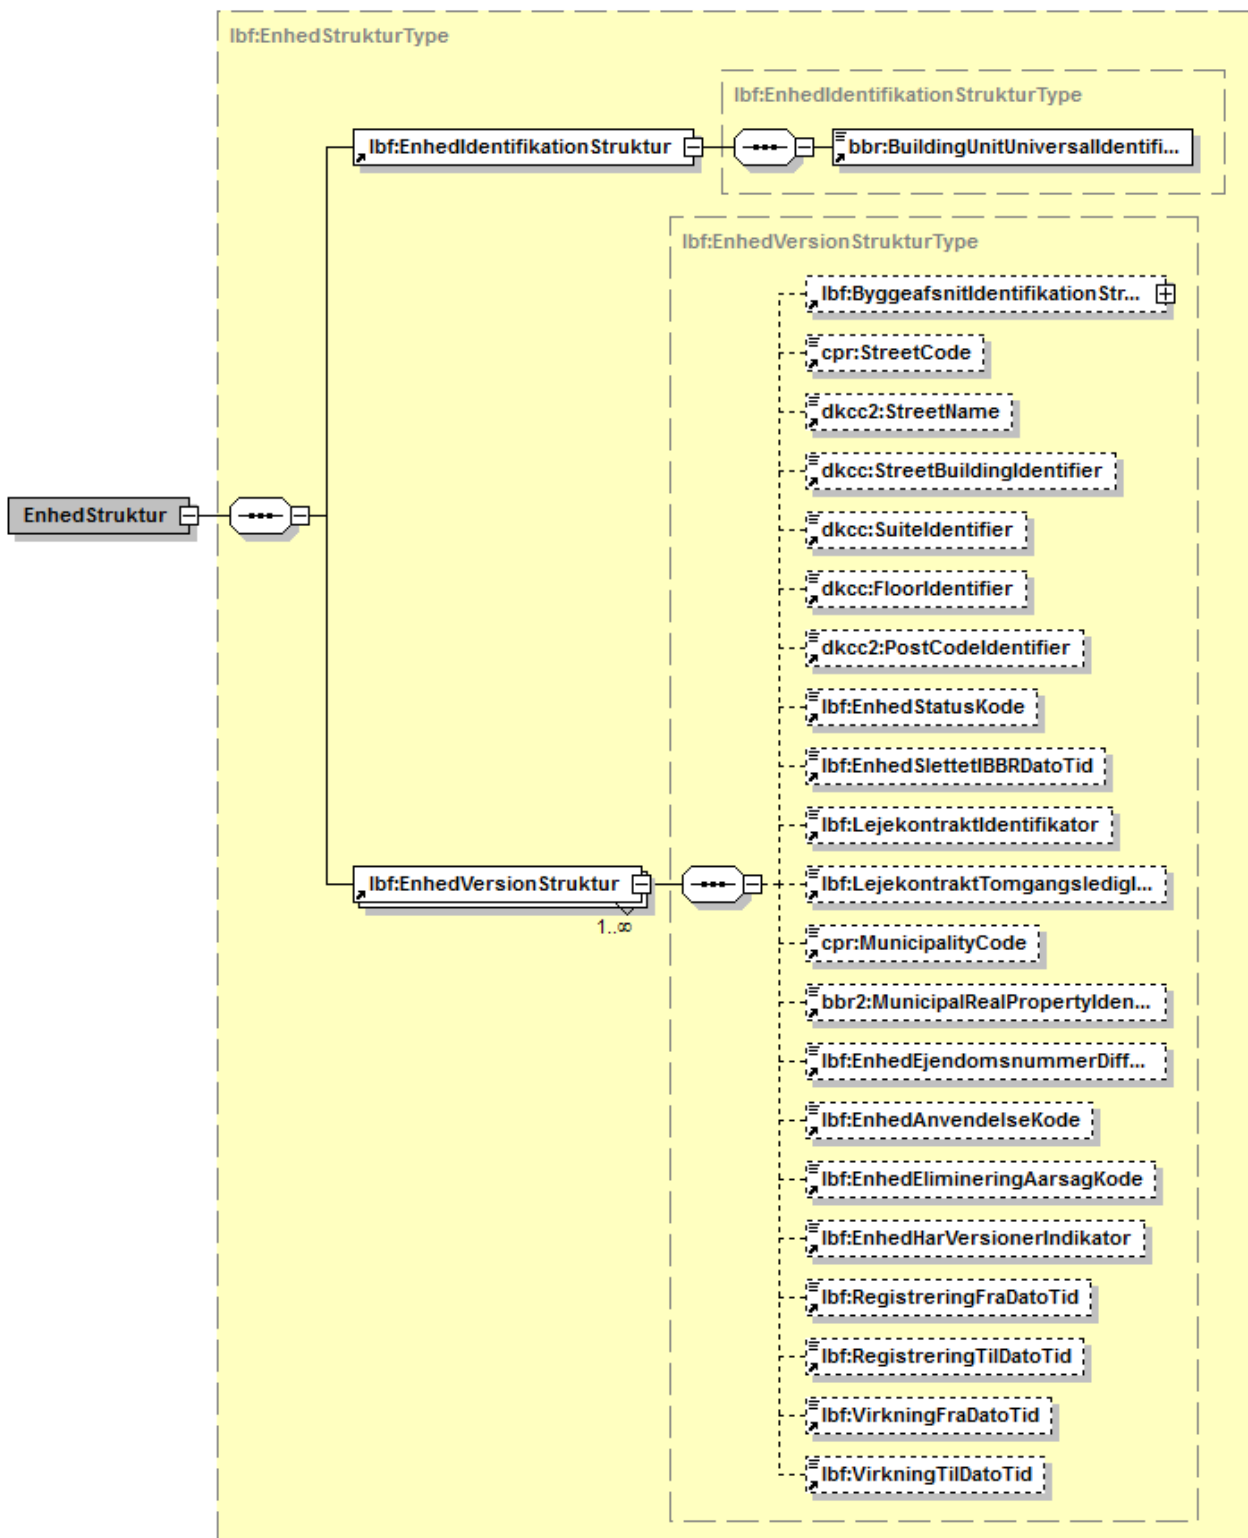 lbf:EnhedStrukturType
lbf:EnhedIdentifikationStrukturType
lbf:EnhedIdentifikationStruktur
bbr:BuildingUnitUniversalIdentifi...
lbf:EnhedVersionStrukturType
lbf:ByggeafsnitIdentifikationStr...
cpr:StreetCode
dkcc2:StreetName
dkcc:StreetBuildingIdentifier
EnhedStruktur
dkcc:SuiteIdentifier
dkcc:FloorIdentifier
dkcc2:PostCodeIdentifier
lbf:EnhedStatusKode
lbf:EnhedSlettetIBBRDatoTid
lbf:LejekontraktIdentifikator
lbf:EnhedVersionStruktur
lbf:LejekontraktTomgangsledigI...
1..∞
cpr:MunicipalityCode
bbr2:MunicipalRealPropertyIden...
lbf:EnhedEjendomsnummerDiff...
lbf:EnhedAnvendelseKode
lbf:EnhedElimineringAarsagKode
lbf:EnhedHarVersionerIndikator
lbf:RegistreringFraDatoTid
lbf:RegistreringTilDatoTid
lbf:VirkningFraDatoTid
lbf:VirkningTilDatoTid